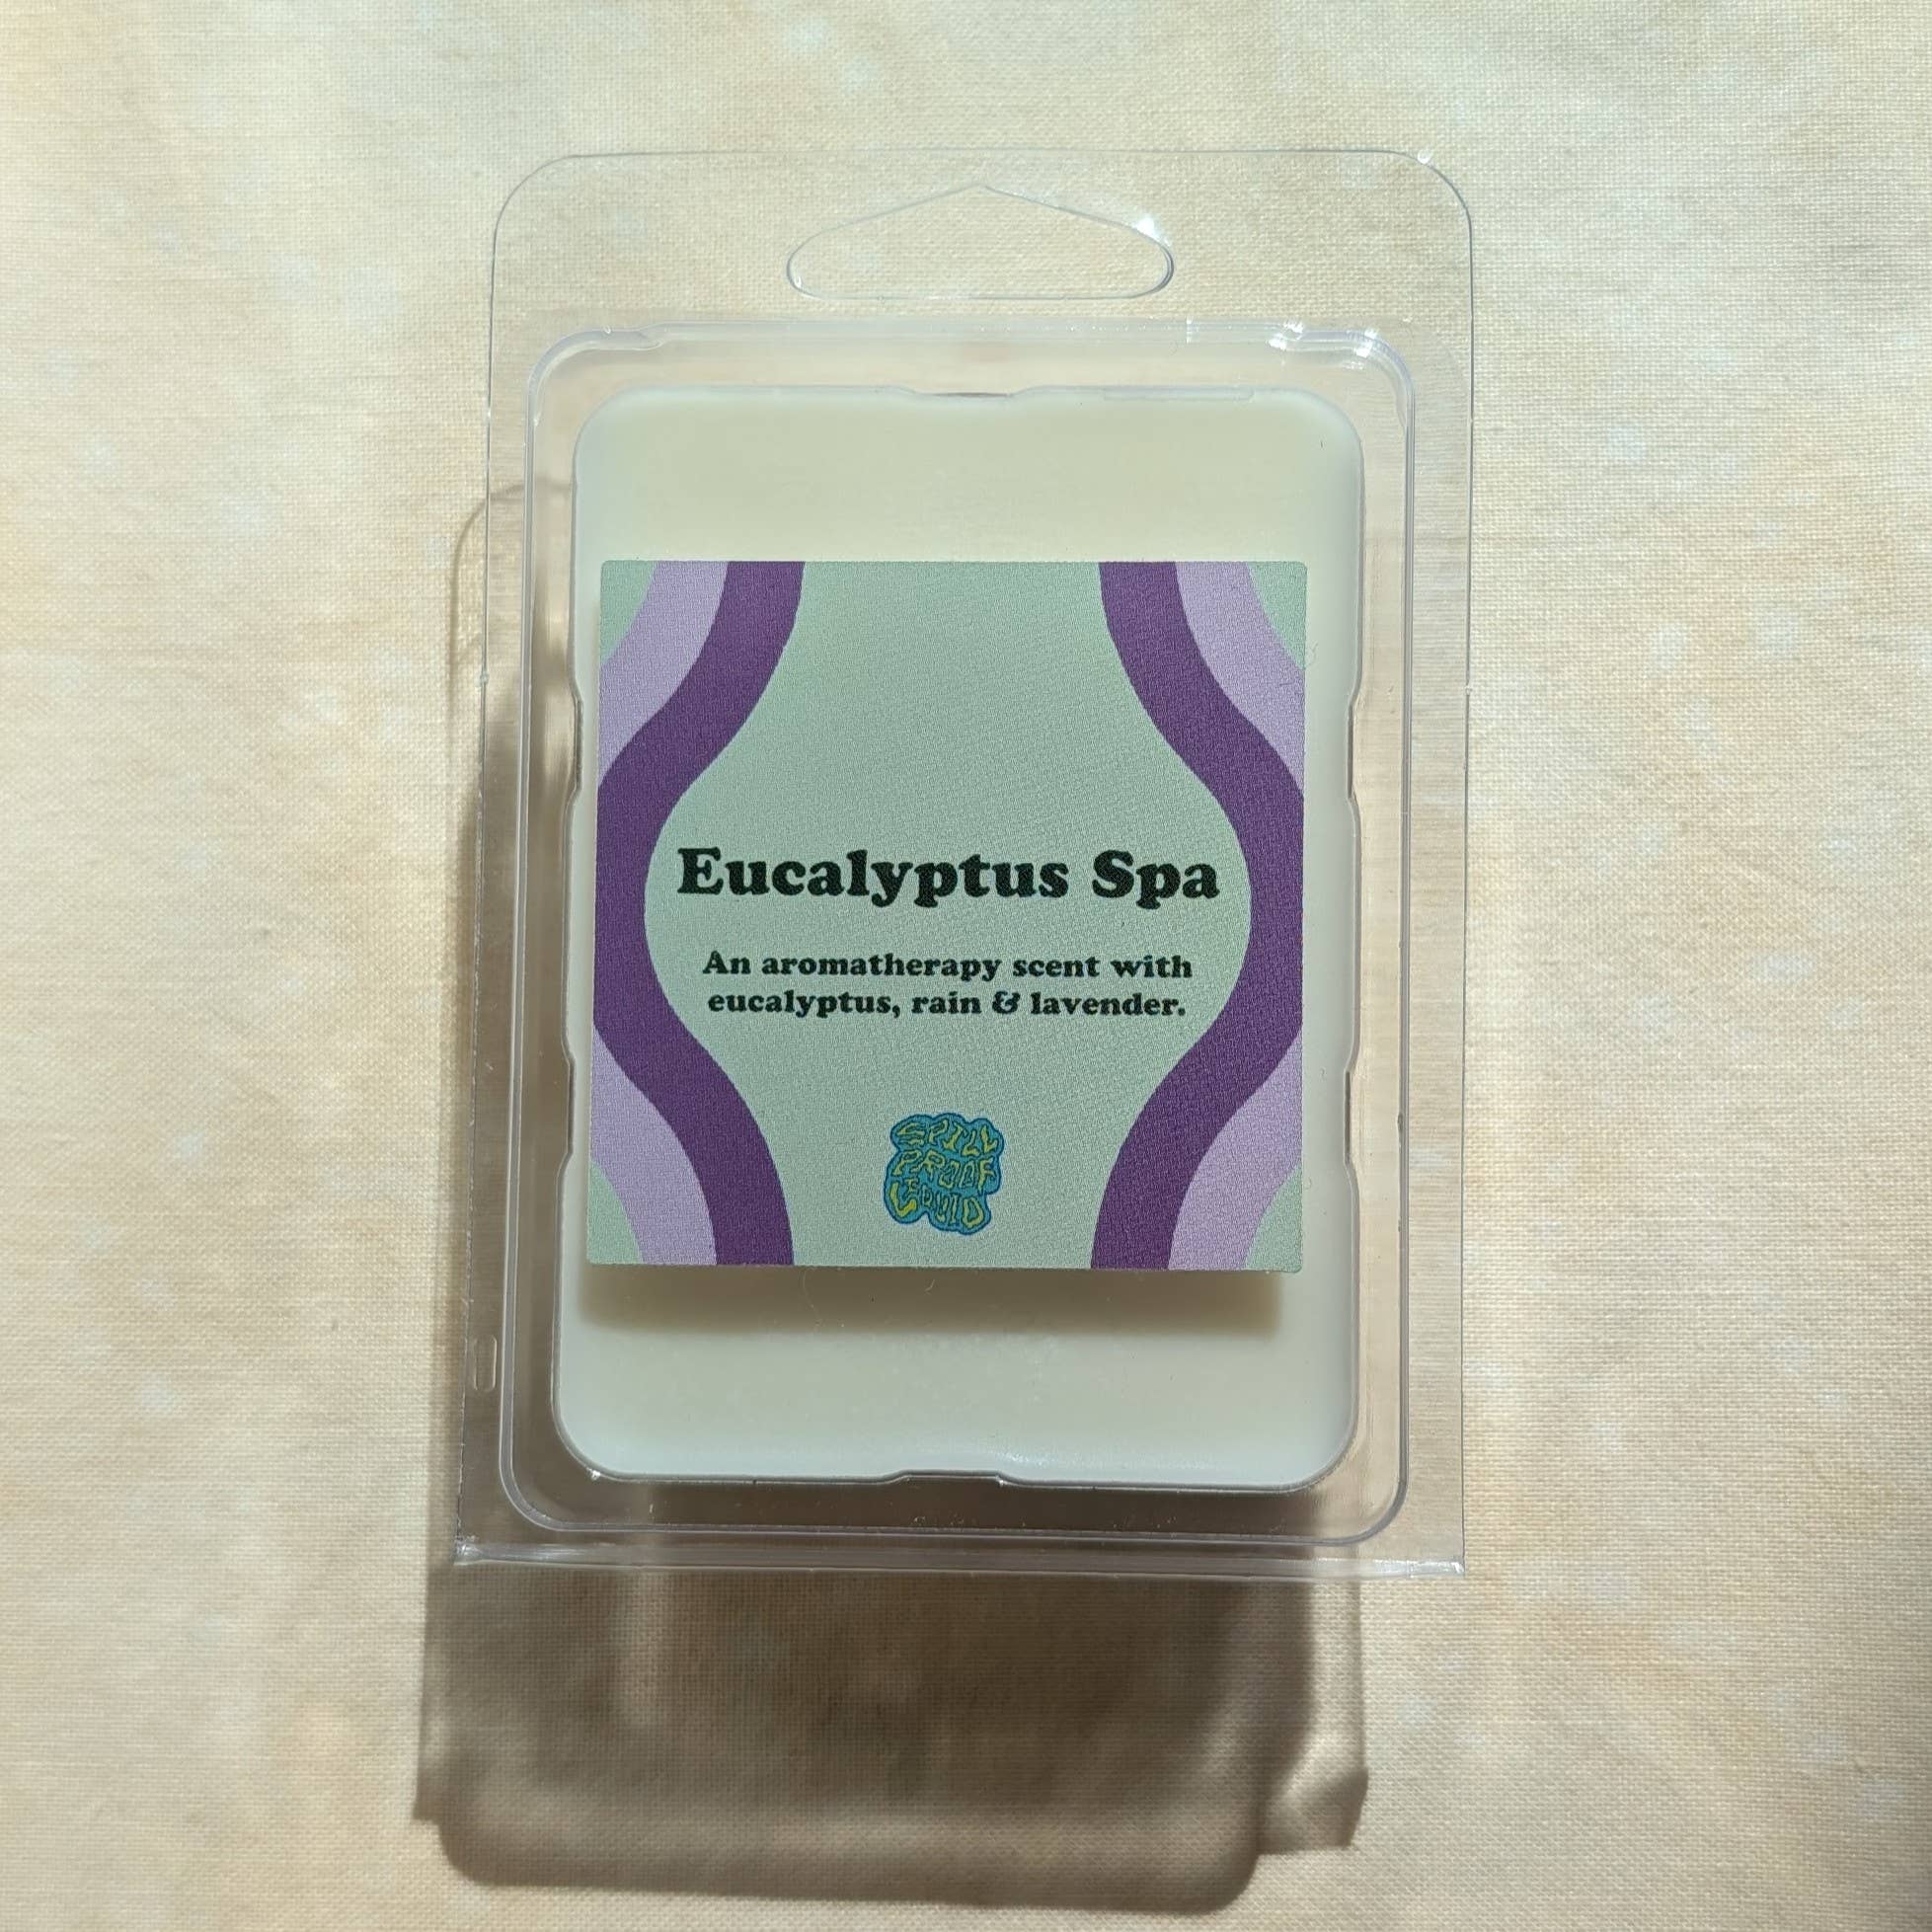 Eucalyptus Spa
An aromatherapy scent with
eucalyptus, rain & lavender.
SPILL
PROOF
LIQUID